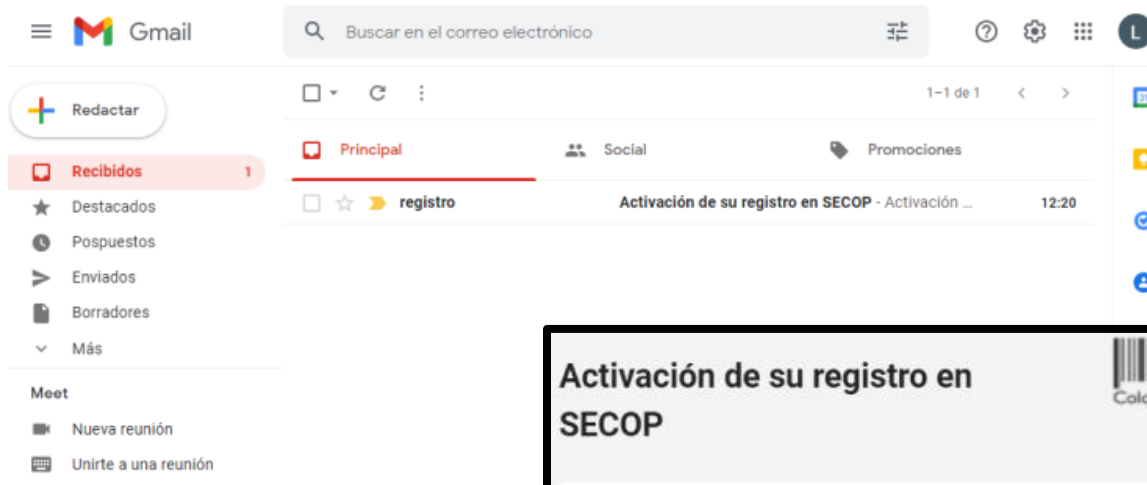 Gmail
Buscar en el correo electrónico
L
Redactar
1–1 de 1
Principal
Social
Promociones
Recibidos 1
registro Activación de su registro en SECOP - Activación ... 12:20
Destacados
Pospuestos
Enviados
Borradores
Más
Meet
Nueva reunión
Unirte a una reunión
Activación de su registro en
SECOP